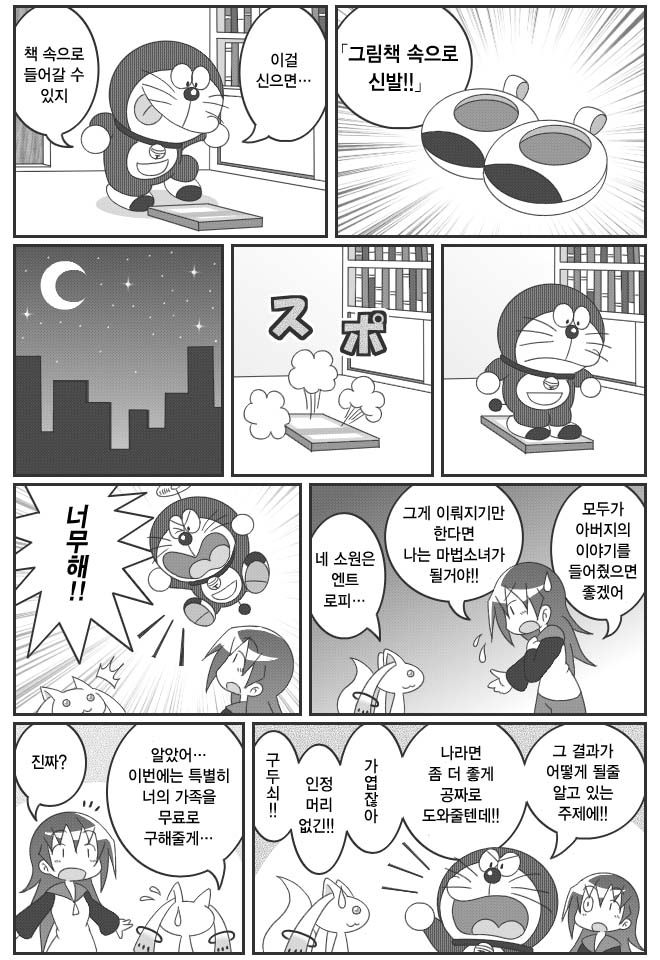 「그림책 속으로
신발!!」
이걸
신으면…
책 속으로
들어갈 수
있지
スポ
모두가
아버지의
이야기를
들어줬으면
좋겠어
그게 이뤄지기만
한다면
나는 마법소녀가
될거야!!
네 소원은
엔트
로피…
너무해!!
그 결과가
어떻게 될줄
알고 있는
주제에!!
나라면
좀 더 좋게
공짜로
도와줄텐데!!
가엽잖아
인정
머리
없긴!!
구두쇠!!
알았어…
이번에는 특별히
너의 가족을
무료로
구해줄게…
진짜?